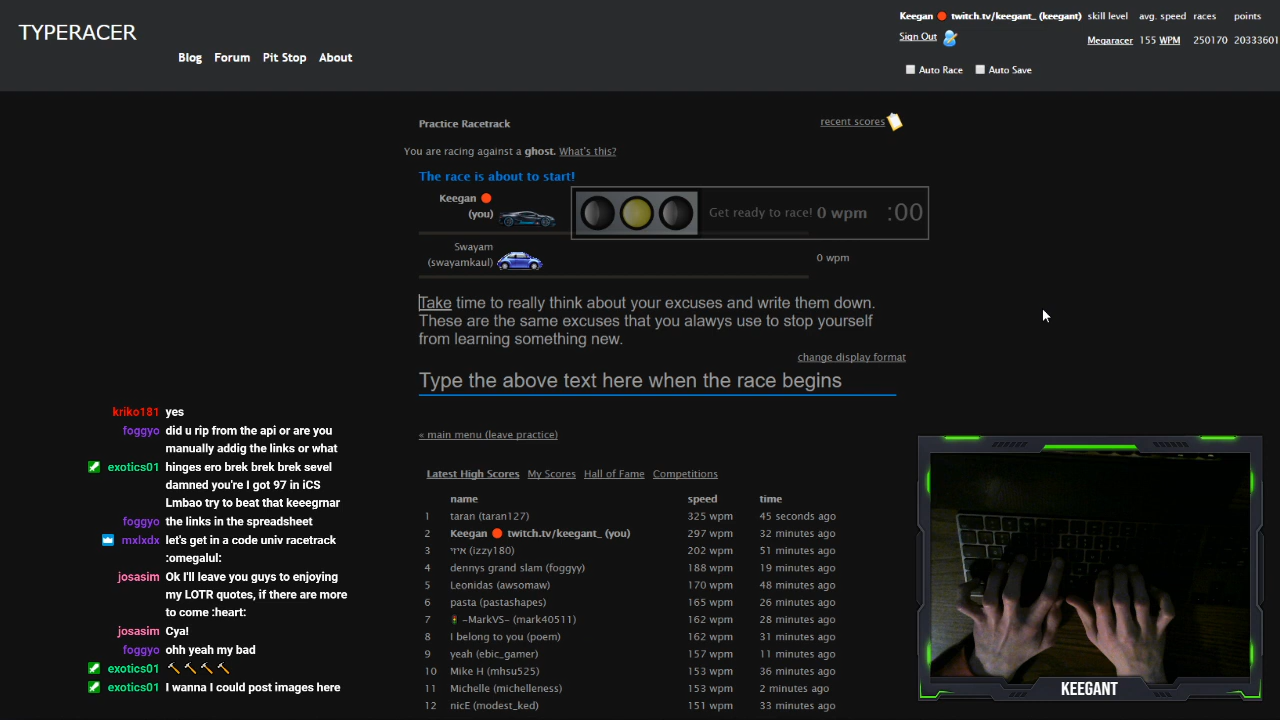 TYPERACER
Blog Forum Pit Stop About
Keegan twitch.tv/keegant_ (keegant) skill level avg. speed races points
Sign Out Megaracer 155 WPM 250170 20333601
Auto Race Auto Save
Practice Racetrack
recent scores
You are racing against a ghost. What's this?
The race is about to start!
Keegan
(you)
Get ready to race! 0 wpm :00
Swayam
(swayamkaul)
0 wpm
Take time to really think about your excuses and write them down.
These are the same excuses that you alawys use to stop yourself
from learning something new.
change display format
Type the above text here when the race begins
« main menu (leave practice)
Latest High Scores My Scores Hall of Fame Competitions
name speed time
1 taran (taran127) 325 wpm 45 seconds ago
2 Keegan twitch.tv/keegant_ (you) 297 wpm 32 minutes ago
3 איזי (izzy180) 202 wpm 51 minutes ago
4 dennys grand slam (foggyy) 188 wpm 19 minutes ago
5 Leonidas (awsomaw) 170 wpm 48 minutes ago
6 pasta (pastashapes) 165 wpm 26 minutes ago
7 ~MarkVS~ (mark40511) 162 wpm 28 minutes ago
8 I belong to you (poem) 162 wpm 31 minutes ago
9 yeah (ebic_gamer) 157 wpm 11 minutes ago
10 Mike H (mhsu525) 153 wpm 36 minutes ago
11 Michelle (michelleness) 153 wpm 2 minutes ago
12 nicE (modest_ked) 151 wpm 33 minutes ago
kriko181 yes
foggyo did u rip from the api or are you
manually addig the links or what
exotics01 hinges ero brek brek brek sevel
damned you're I got 97 in iCS
Lmbao try to beat that keeegrnar
foggyo the links in the spreadsheet
mxlxdx let's get in a code univ racetrack
:omegalul:
josasim Ok I'll leave you guys to enjoying
my LOTR quotes, if there are more
to come :heart:
josasim Cya!
foggyo ohh yeah my bad
exotics01
exotics01 I wanna I could post images here
KEEGANT